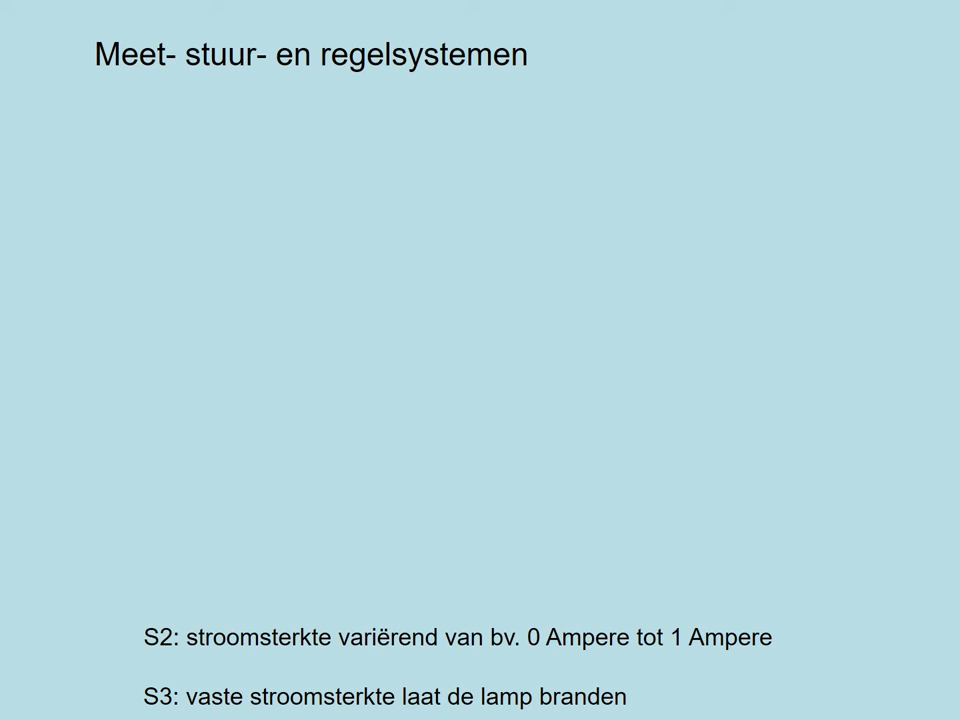 Meet- stuur- en regelsystemen
S2: stroomsterkte variërend van bv. 0 Ampere tot 1 Ampere
S3: vaste stroomsterkte laat de lamp branden